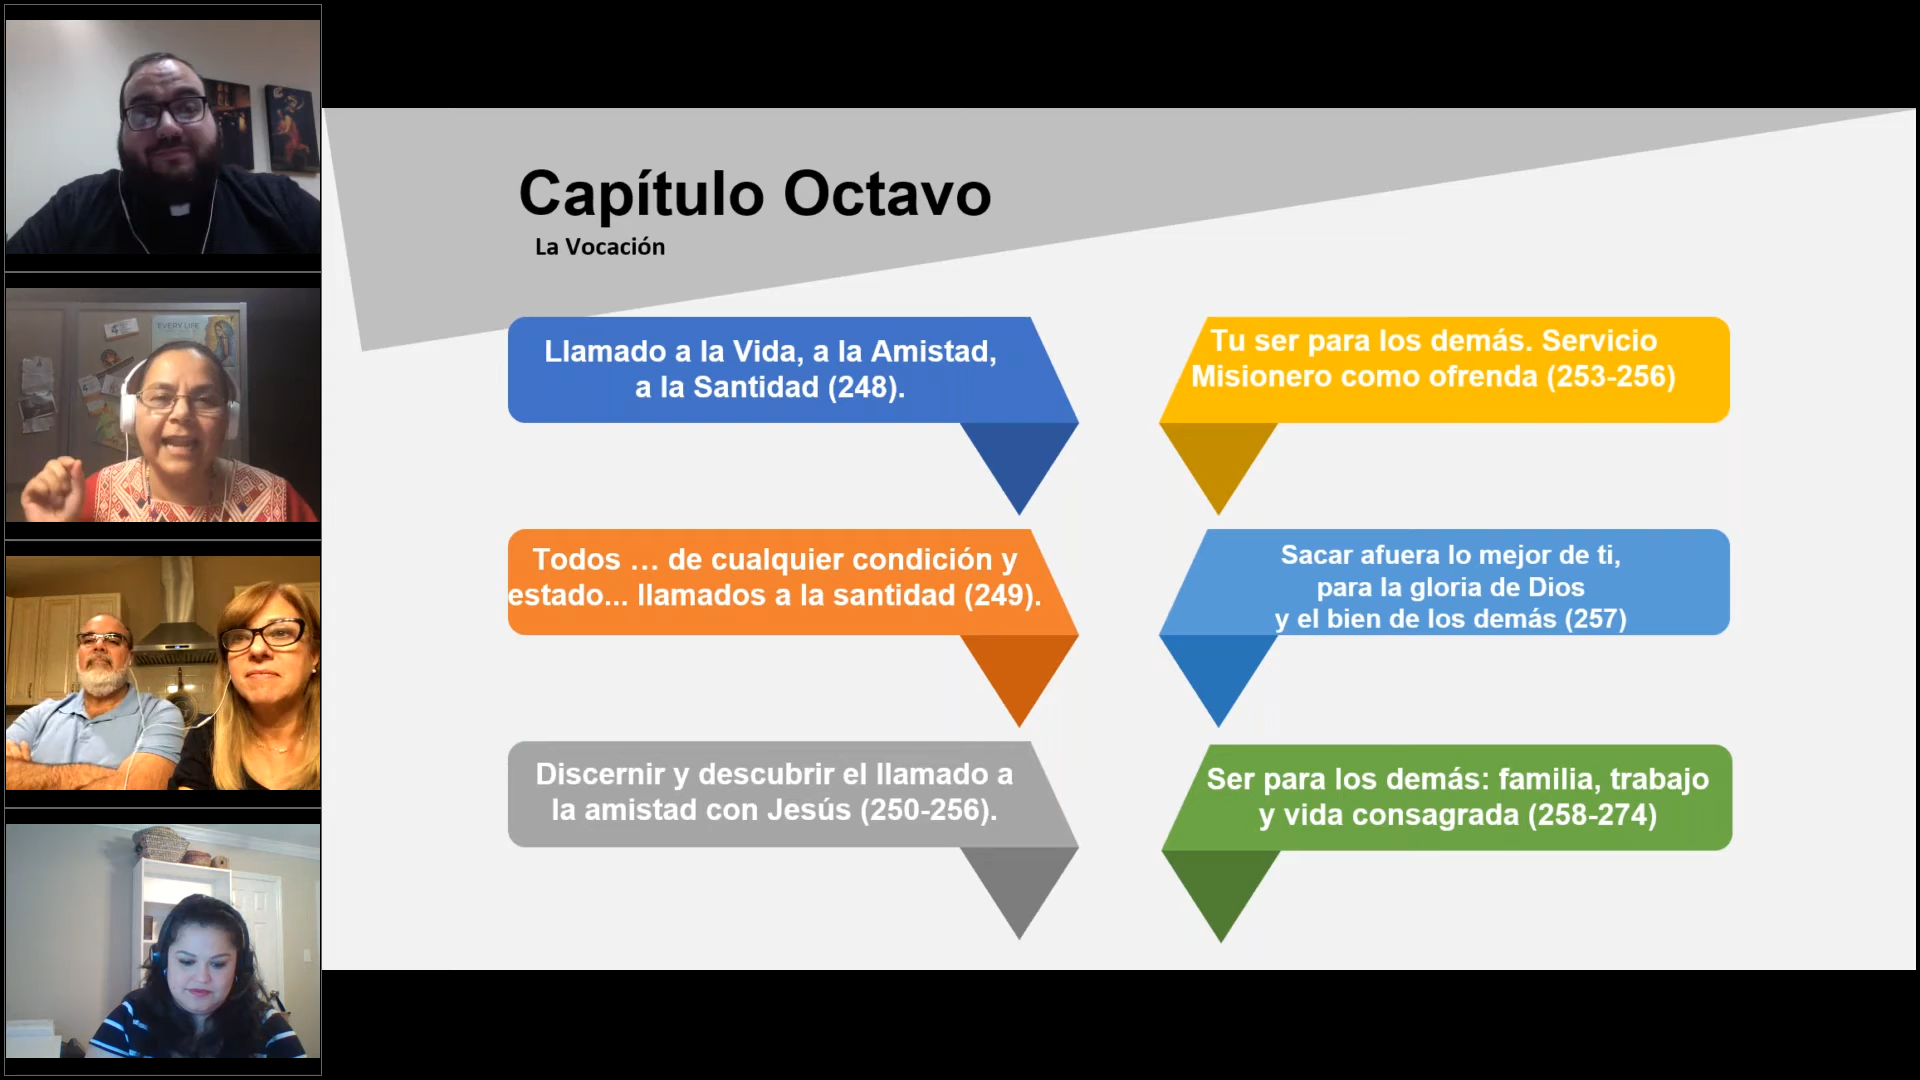 EVERY LIFE
Capítulo Octavo
La Vocación
Llamado a la Vida, a la Amistad,
a la Santidad (248).
Todos … de cualquier condición y
estado... llamados a la santidad (249).
Discernir y descubrir el llamado a
la amistad con Jesús (250-256).
Tu ser para los demás. Servicio
Misionero como ofrenda (253-256)
Sacar afuera lo mejor de ti,
para la gloria de Dios
y el bien de los demás (257)
Ser para los demás: familia, trabajo
y vida consagrada (258-274)